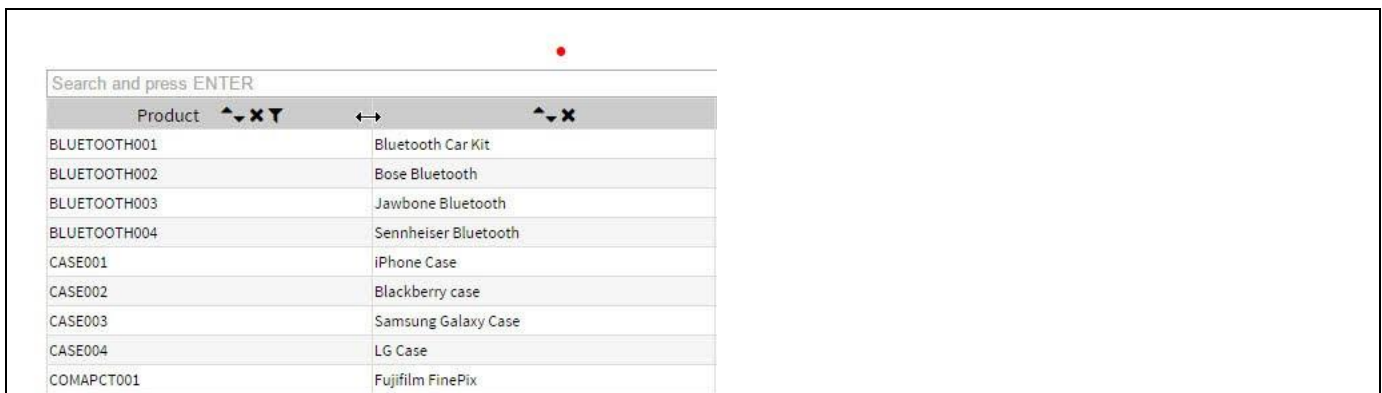 Search and press ENTER
Product
BLUETOOTH001 Bluetooth Car Kit
BLUETOOTH002 Bose Bluetooth
BLUETOOTH003 Jawbone Bluetooth
BLUETOOTH004 Sennheiser Bluetooth
CASE001 iPhone Case
CASE002 Blackberry case
CASE003 Samsung Galaxy Case
CASE004 LG Case
COMAPCT001 Fujifilm FinePix